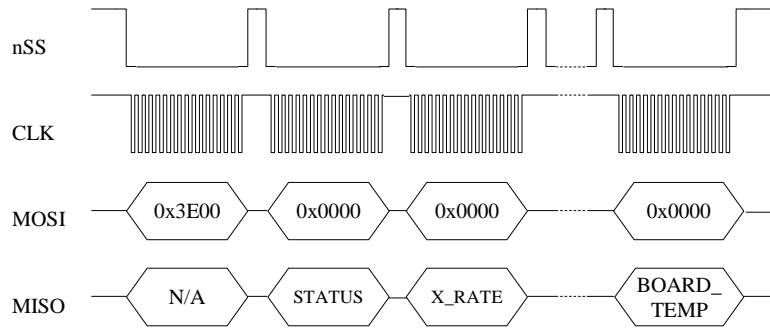 nSS
CLK
MOSI
0x3E00
0x0000
0x0000
0x0000
MISO
N/A
STATUS
X_RATE
BOARD_
TEMP